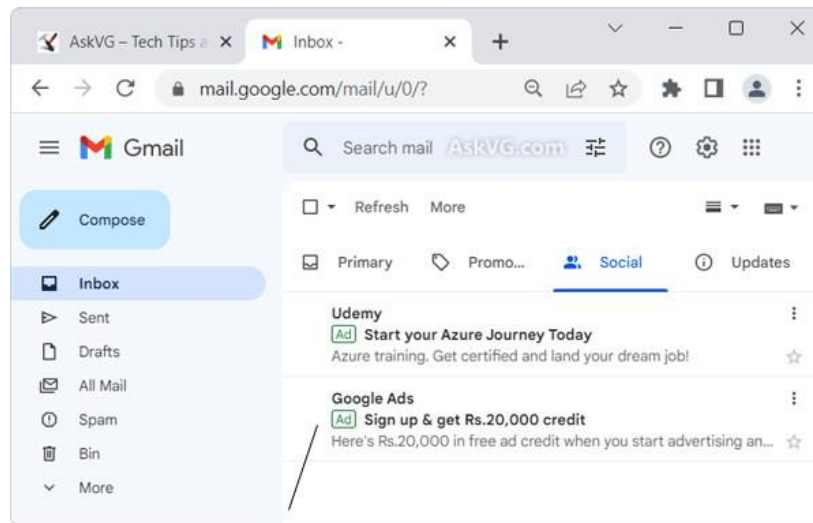 AskVG – Tech Tips a
Inbox -
mail.google.com/mail/u/0/?
Gmail
Search mail
AskVG.com
Compose
Refresh More
Primary
Promo...
Social
Updates
Inbox
Sent
Drafts
All Mail
Spam
Bin
More
Udemy
Ad Start your Azure Journey Today
Azure training. Get certified and land your dream job!
Google Ads
Ad Sign up & get Rs.20,000 credit
Here's Rs.20,000 in free ad credit when you start advertising an...